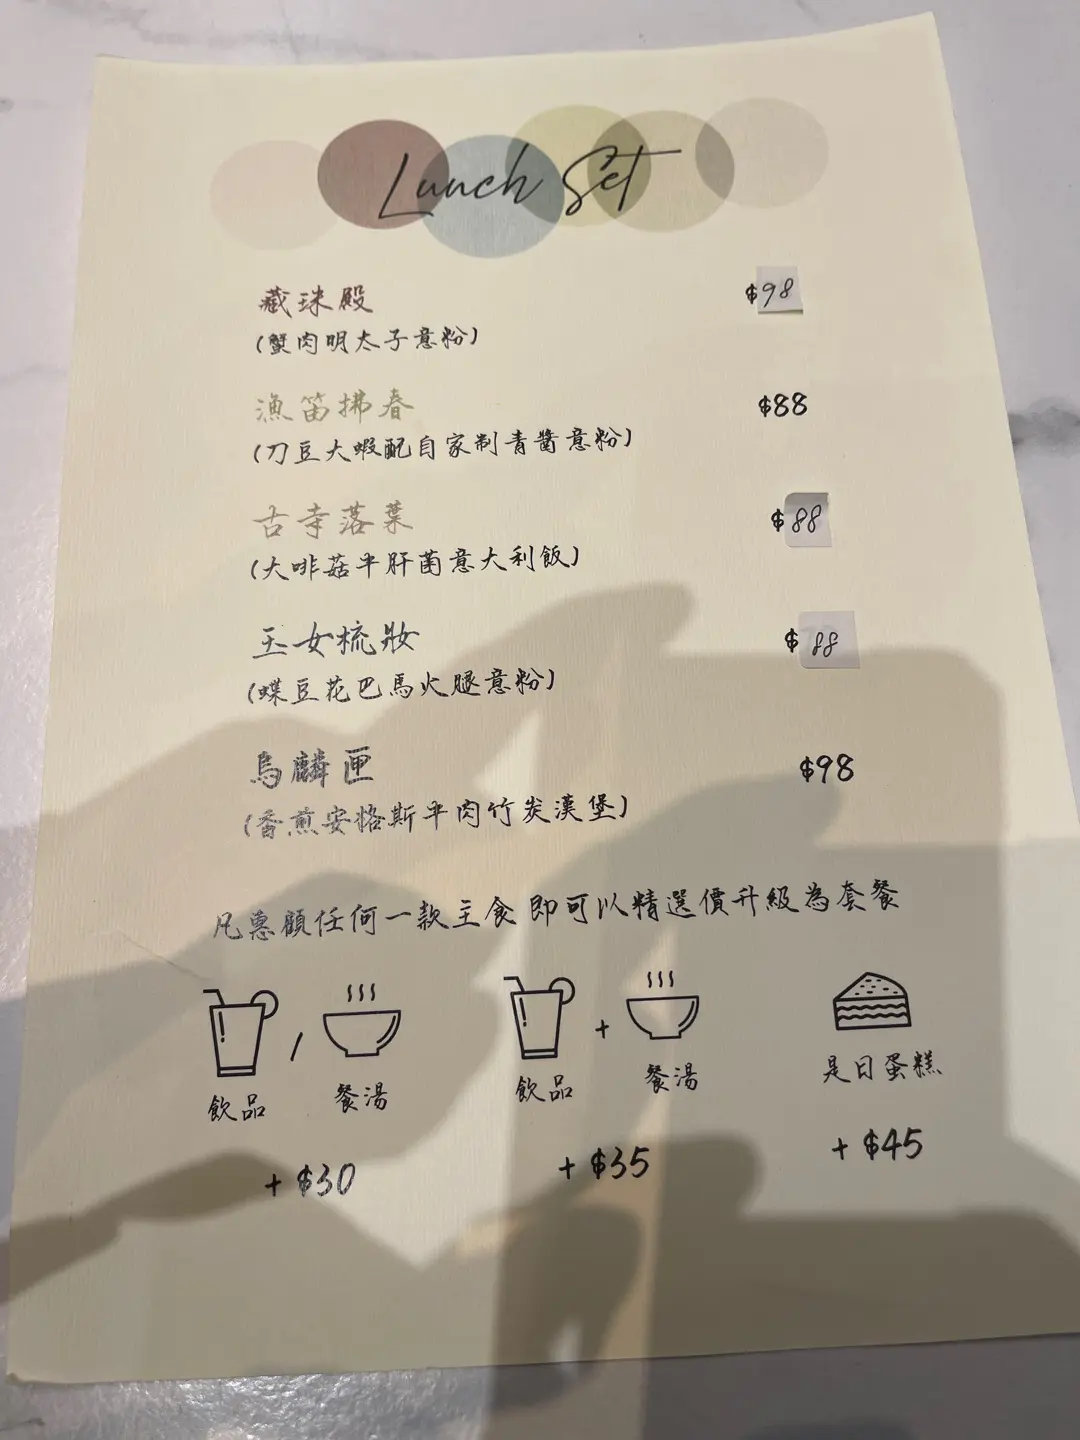 Lunch Set
藏珠殿 $98
(蟹肉明太子意粉)
漁笛拂春 $88
(刀豆大蝦配自家制青醬意粉)
古寺落葉 $88
(大啡菇牛肝菌意大利飯)
玉女梳妝 $88
(蝶豆花巴馬火腿意粉)
烏麟匣 $98
(香煎安格斯牛肉竹炭漢堡)
凡惠顧任何一款主食即可以精選價升級為套餐
飲品 / 餐湯 飲品 + 餐湯 是日蛋糕
+ $30 + $35 + $45